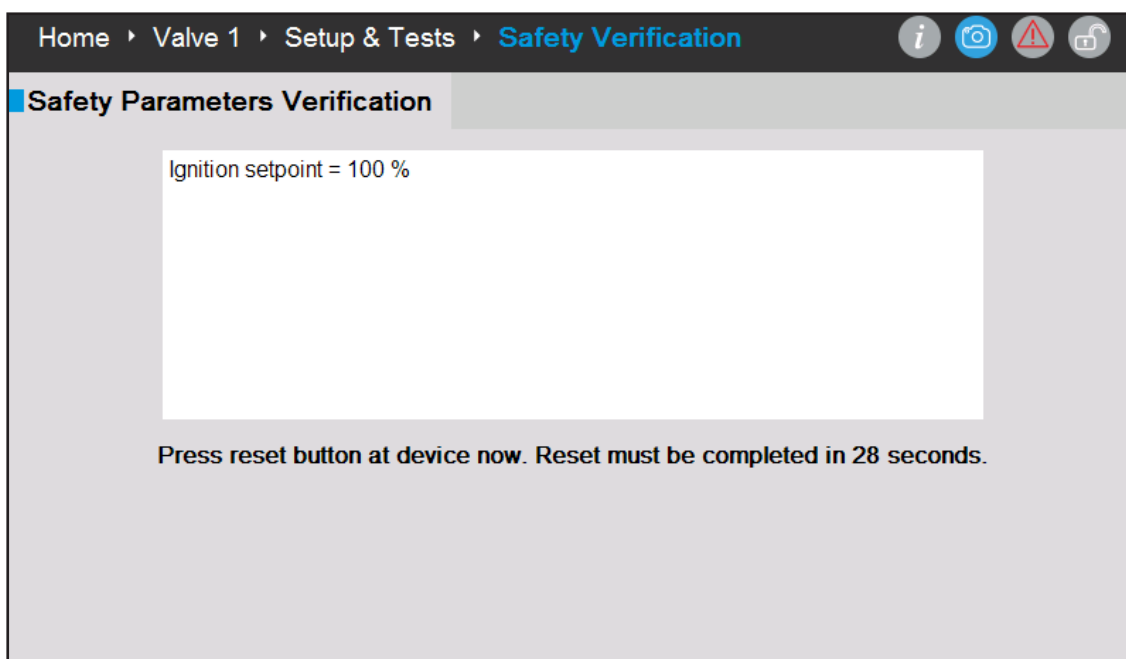 Home ‣ Valve 1 ‣ Setup & Tests ‣ Safety Verification
Safety Parameters Verification
Ignition setpoint = 100 %
Press reset button at device now. Reset must be completed in 28 seconds.